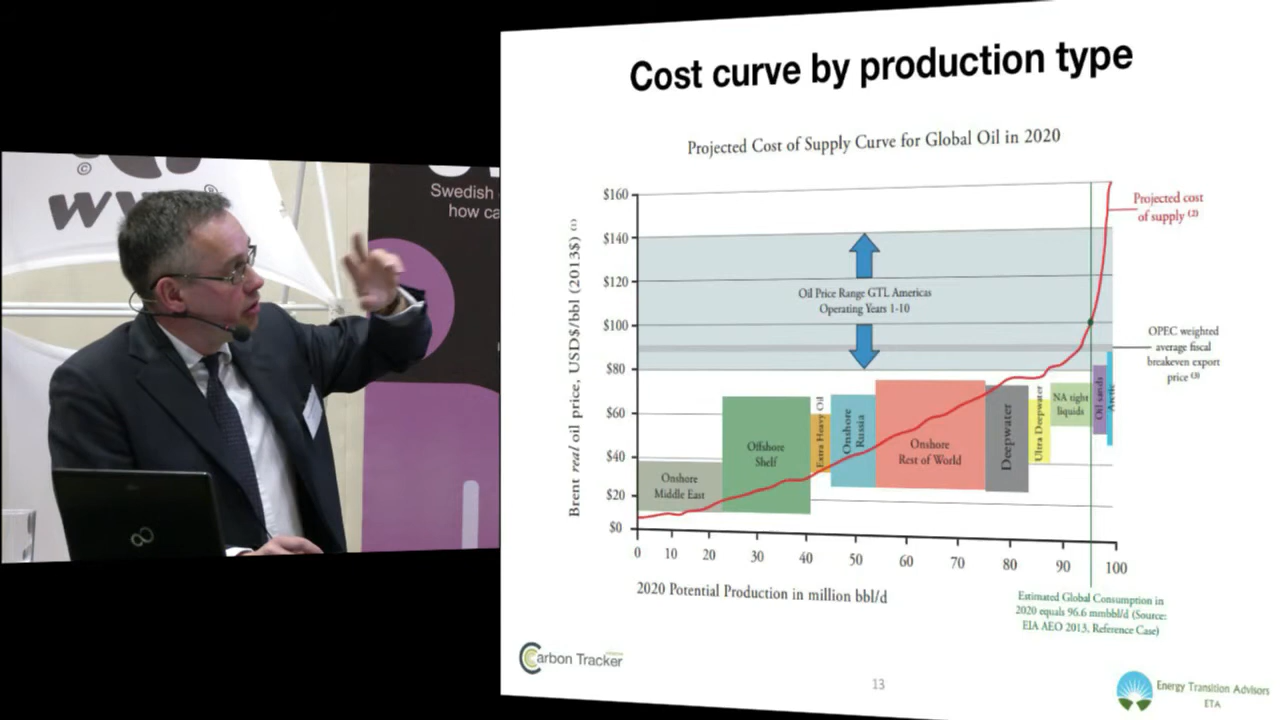 Cost curve by production type
Projected Cost of Supply Curve for Global Oil in 2020
Brent real oil price, USD$/bbl (2013$) (1)
$160
$140
$120
$100
$80
$60
$40
$20
$0
0 10 20 30 40 50 60 70 80 90 100
2020 Potential Production in million bbl/d
Oil Price Range GTL Americas
Operating Years 1-10
Onshore
Middle East
Offshore
Shelf
Extra Heavy Oil
Onshore
Russia
Onshore
Rest of World
Deepwater
Ultra Deepwater
NA tight
liquids
Oil sands
Arctic
Projected cost
of supply (2)
OPEC weighted
average fiscal
breakeven export
price (3)
Estimated Global Consumption in
2020 equals 96.6 mmbbl/d (Source:
EIA AEO 2013, Reference Case)
Carbon Tracker
13
Energy Transition Advisors
ETA
©
®
Swedish
how ca